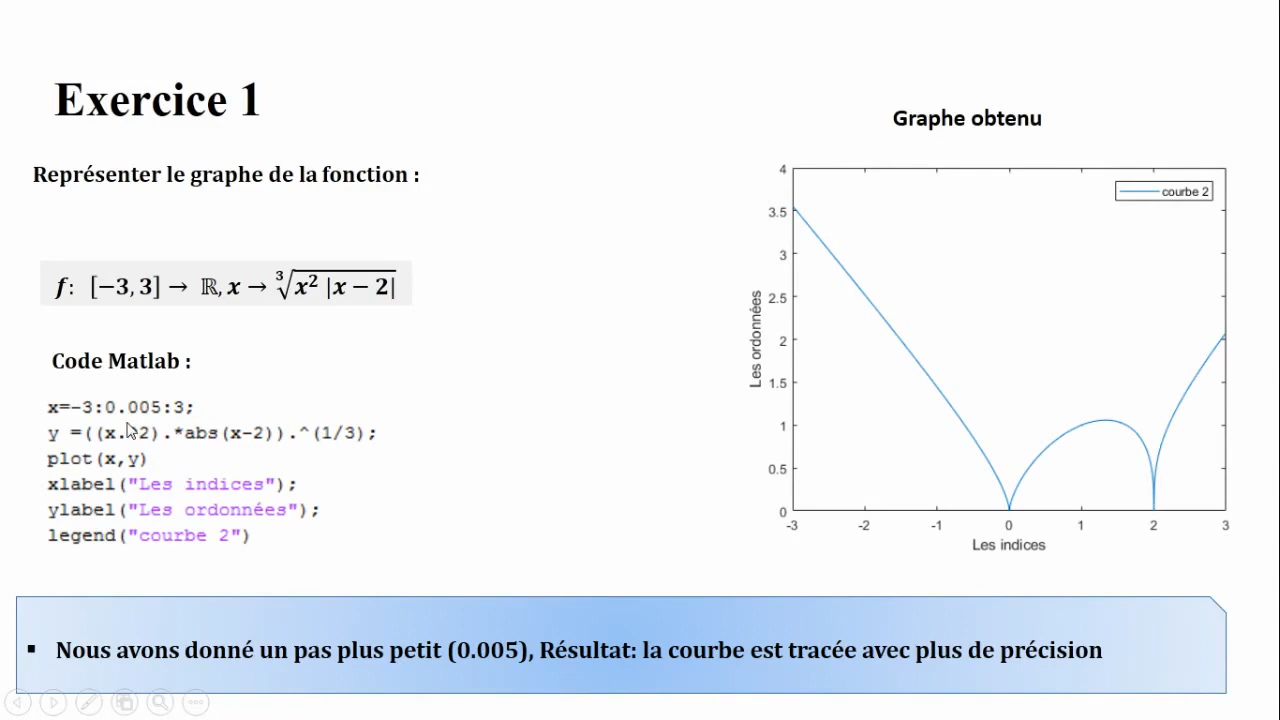 Exercice 1
Représenter le graphe de la fonction :
f: [−3, 3] → ℝ, x → ∛(x² |x − 2|)
Code Matlab :
x=-3:0.005:3;
y =((x. 2).*abs(x-2)).^(1/3);
plot(x,y)
xlabel("Les indices");
ylabel("Les ordonnées");
legend("courbe 2")
Graphe obtenu
courbe 2
4
3.5
3
2.5
2
1.5
1
0.5
0
Les ordonnées
-3 -2 -1 0 1 2 3
Les indices
▪ Nous avons donné un pas plus petit (0.005), Résultat: la courbe est tracée avec plus de précision